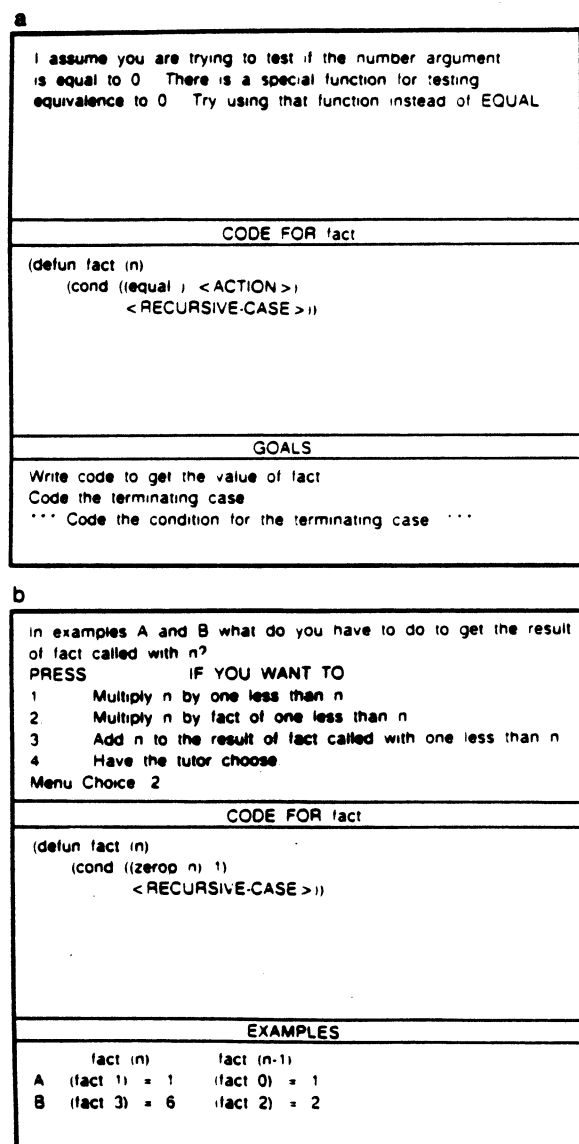 a
I assume you are trying to test if the number argument
is equal to 0 There is a special function for testing
equivalence to 0 Try using that function instead of EQUAL
CODE FOR fact
(defun fact (n)
(cond ((equal ) <ACTION>)
<RECURSIVE-CASE>))
GOALS
Write code to get the value of fact
Code the terminating case
*** Code the condition for the terminating case ***
b
In examples A and B what do you have to do to get the result
of fact called with n?
PRESS IF YOU WANT TO
1 Multiply n by one less than n
2 Multiply n by fact of one less than n
3 Add n to the result of fact called with one less than n
4 Have the tutor choose
Menu Choice 2
CODE FOR fact
(defun fact (n)
(cond ((zerop n) 1)
<RECURSIVE-CASE>))
EXAMPLES
fact (n) fact (n-1)
A (fact 1) = 1 (fact 0) = 1
B (fact 3) = 6 (fact 2) = 2